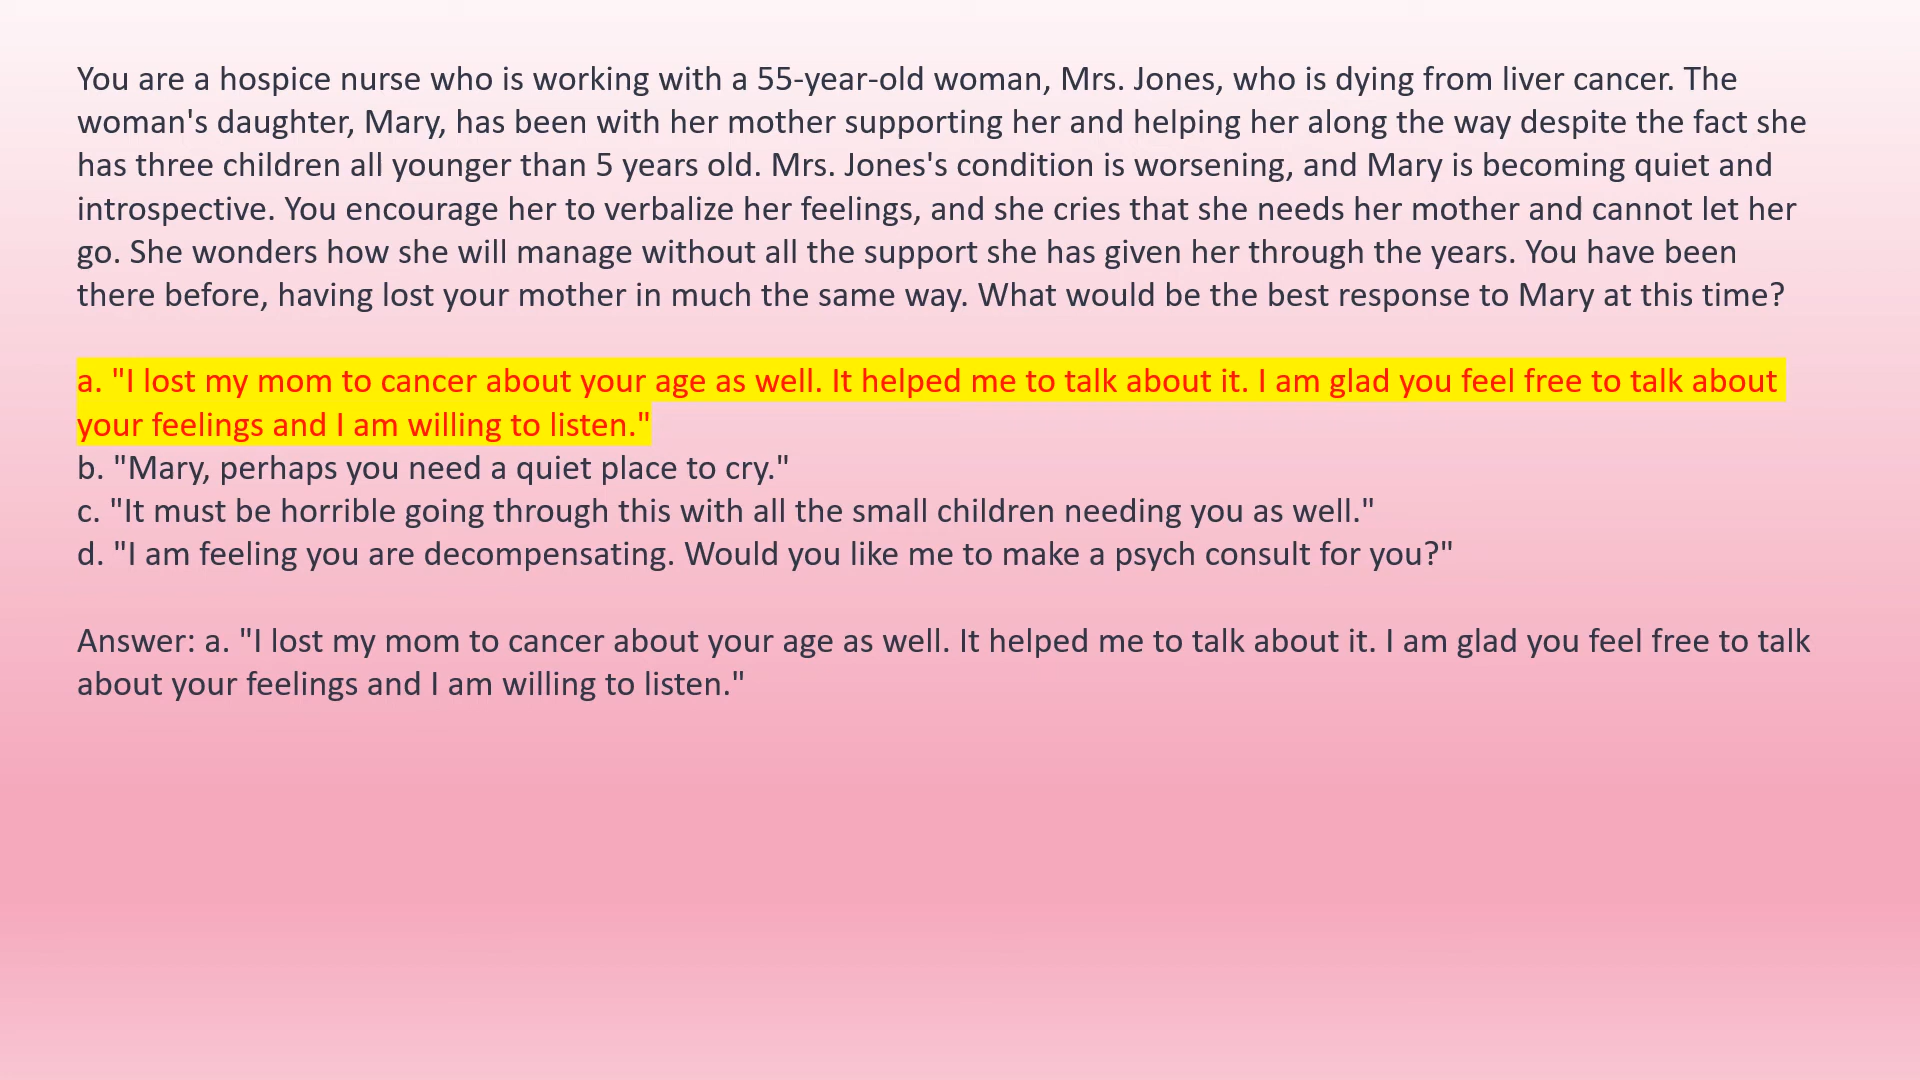 You are a hospice nurse who is working with a 55-year-old woman, Mrs. Jones, who is dying from liver cancer. The
woman's daughter, Mary, has been with her mother supporting her and helping her along the way despite the fact she
has three children all younger than 5 years old. Mrs. Jones's condition is worsening, and Mary is becoming quiet and
introspective. You encourage her to verbalize her feelings, and she cries that she needs her mother and cannot let her
go. She wonders how she will manage without all the support she has given her through the years. You have been
there before, having lost your mother in much the same way. What would be the best response to Mary at this time?
a. "I lost my mom to cancer about your age as well. It helped me to talk about it. I am glad you feel free to talk about
your feelings and I am willing to listen."
b. "Mary, perhaps you need a quiet place to cry."
c. "It must be horrible going through this with all the small children needing you as well."
d. "I am feeling you are decompensating. Would you like me to make a psych consult for you?"
Answer: a. "I lost my mom to cancer about your age as well. It helped me to talk about it. I am glad you feel free to talk
about your feelings and I am willing to listen."